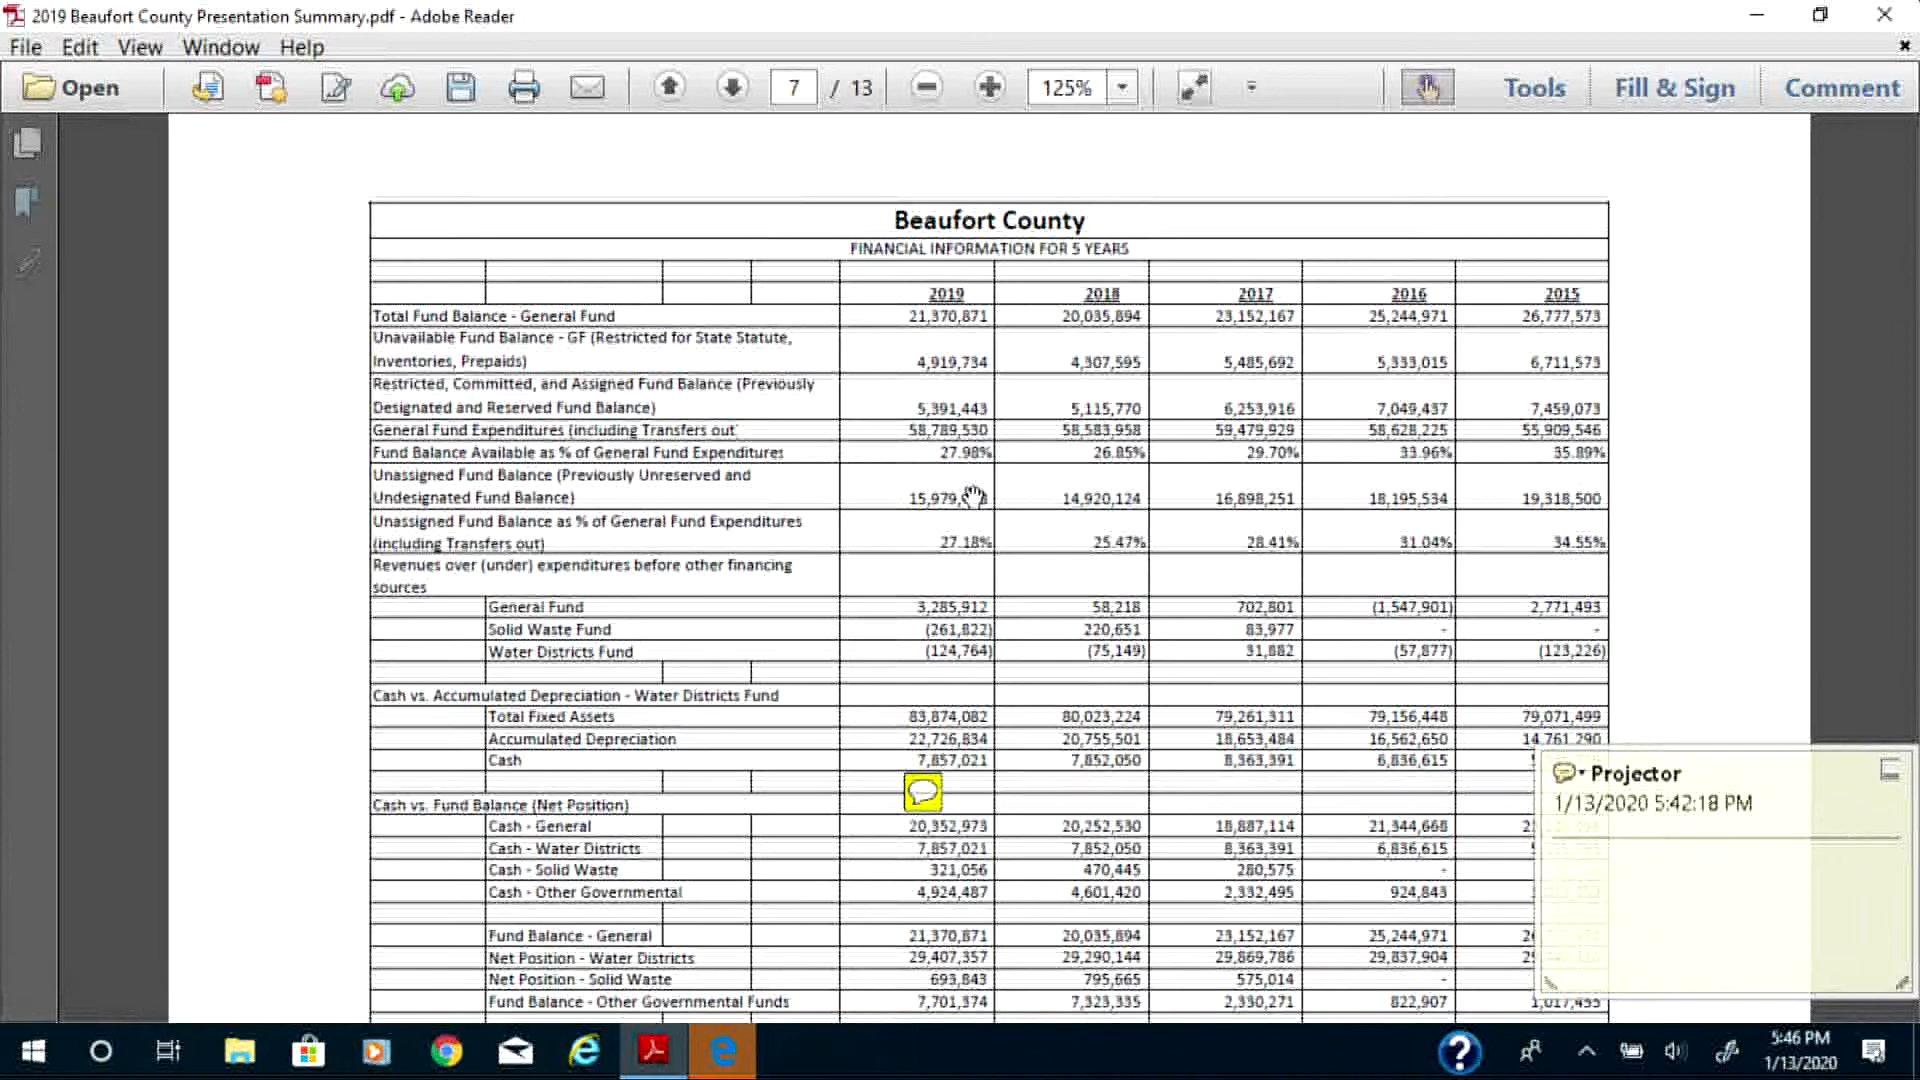 2019 Beaufort County Presentation Summary.pdf - Adobe Reader
File Edit View Window Help
Open 7 / 13 125% Tools Fill & Sign Comment
Beaufort County
FINANCIAL INFORMATION FOR 5 YEARS
2019 2018 2017 2016 2015
Total Fund Balance - General Fund 21,370,871 20,035,894 23,152,167 25,244,971 26,777,573
Unavailable Fund Balance - GF (Restricted for State Statute,
Inventories, Prepaids) 4,919,734 4,307,595 5,485,692 5,333,015 6,711,573
Restricted, Committed, and Assigned Fund Balance (Previously
Designated and Reserved Fund Balance) 5,391,443 5,115,770 6,253,916 7,049,437 7,459,073
General Fund Expenditures (including Transfers out 58,789,530 58,583,958 59,479,929 58,628,225 55,909,546
Fund Balance Available as % of General Fund Expenditures 27.98% 26.85% 29.70% 33.96% 35.89%
Unassigned Fund Balance (Previously Unreserved and
Undesignated Fund Balance) 14,920,124 16,898,251 18,195,534 19,318,500
Unassigned Fund Balance as % of General Fund Expenditures
(including Transfers out) 27.18% 25.47% 28.41% 31.04% 34.55%
Revenues over (under) expenditures before other financing
sources
General Fund 3,285,912 58,218 702,801 (1,547,901) 2,771,493
Solid Waste Fund (261,822) 220,651 83,977 - -
Water Districts Fund (124,764) (75,149) 31,882 (57,877) (123,226)
Cash vs. Accumulated Depreciation - Water Districts Fund
Total Fixed Assets 83,874,082 80,023,224 79,261,311 79,156,448 79,071,499
Accumulated Depreciation 22,726,834 20,755,501 18,653,484 16,562,650 14,761,290
Cash 7,857,021 7,852,050 8,363,391 6,836,615
Projector
1/13/2020 5:42:18 PM
Cash vs. Fund Balance (Net Position)
Cash - General 20,352,973 20,252,530 18,887,114 21,344,668
Cash - Water Districts 7,857,021 7,852,050 8,363,391 6,836,615
Cash - Solid Waste 321,056 470,445 280,575 -
Cash - Other Governmental 4,924,487 4,601,420 2,332,495 924,843
Fund Balance - General 21,370,871 20,035,894 23,152,167 25,244,971
Net Position - Water Districts 29,407,357 29,290,144 29,869,786 29,837,904
Net Position - Solid Waste 693,843 795,665 575,014 -
Fund Balance - Other Governmental Funds 7,701,374 7,323,335 2,330,271 822,907
5:46 PM
1/13/2020